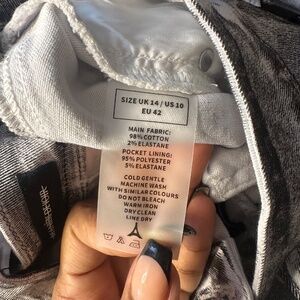 SIZE UK 14 / US 10
EU 42
MAIN FABRIC:
98% COTTON
2% ELASTANE
POCKET LINING:
95% POLYESTER
5% ELASTANE
COLD GENTLE
MACHINE WASH
WITH SIMILAR COLOURS
DO NOT BLEACH
WARM IRON
DRY CLEAN
LINE DRY